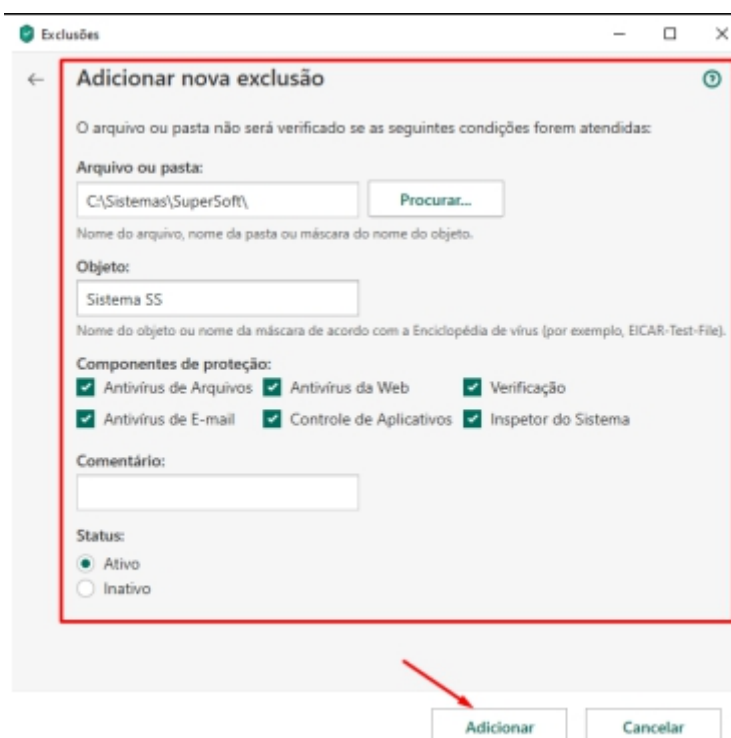 Exclusões
Adicionar nova exclusão
O arquivo ou pasta não será verificado se as seguintes condições forem atendidas:
Arquivo ou pasta:
C:\Sistemas\SuperSoft\
Procurar...
Nome do arquivo, nome da pasta ou máscara do nome do objeto.
Objeto:
Sistema SS
Nome do objeto ou nome da máscara de acordo com a Enciclopédia de vírus (por exemplo, EICAR-Test-File).
Componentes de proteção:
Antivírus de Arquivos Antivírus da Web Verificação
Antivírus de E-mail Controle de Aplicativos Inspetor do Sistema
Comentário:
Status:
Ativo
Inativo
Adicionar Cancelar